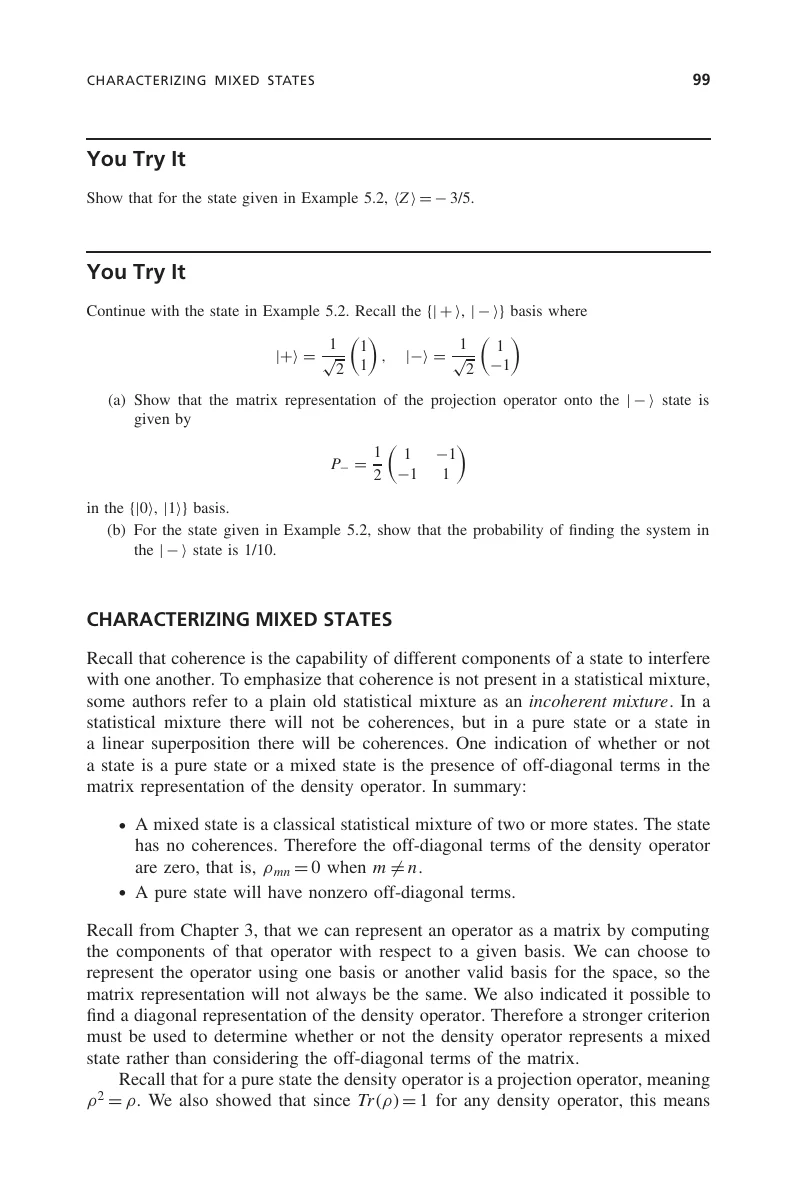 CHARACTERIZING MIXED STATES 99
You Try It
Show that for the state given in Example 5.2, ⟨Z⟩ = − 3/5.
You Try It
Continue with the state in Example 5.2. Recall the {| + ⟩, | − ⟩} basis where
|+⟩ = 1/√2 (1 1), |−⟩ = 1/√2 (1 −1)
(a) Show that the matrix representation of the projection operator onto the | − ⟩ state is
given by
P₋ = 1/2 (1 −1 −1 1)
in the {|0⟩, |1⟩} basis.
(b) For the state given in Example 5.2, show that the probability of finding the system in
the | − ⟩ state is 1/10.
CHARACTERIZING MIXED STATES
Recall that coherence is the capability of different components of a state to interfere
with one another. To emphasize that coherence is not present in a statistical mixture,
some authors refer to a plain old statistical mixture as an incoherent mixture. In a
statistical mixture there will not be coherences, but in a pure state or a state in
a linear superposition there will be coherences. One indication of whether or not
a state is a pure state or a mixed state is the presence of off-diagonal terms in the
matrix representation of the density operator. In summary:
• A mixed state is a classical statistical mixture of two or more states. The state
has no coherences. Therefore the off-diagonal terms of the density operator
are zero, that is, ρmn = 0 when m ≠ n.
• A pure state will have nonzero off-diagonal terms.
Recall from Chapter 3, that we can represent an operator as a matrix by computing
the components of that operator with respect to a given basis. We can choose to
represent the operator using one basis or another valid basis for the space, so the
matrix representation will not always be the same. We also indicated it possible to
find a diagonal representation of the density operator. Therefore a stronger criterion
must be used to determine whether or not the density operator represents a mixed
state rather than considering the off-diagonal terms of the matrix.
Recall that for a pure state the density operator is a projection operator, meaning
ρ² = ρ. We also showed that since Tr(ρ) = 1 for any density operator, this means